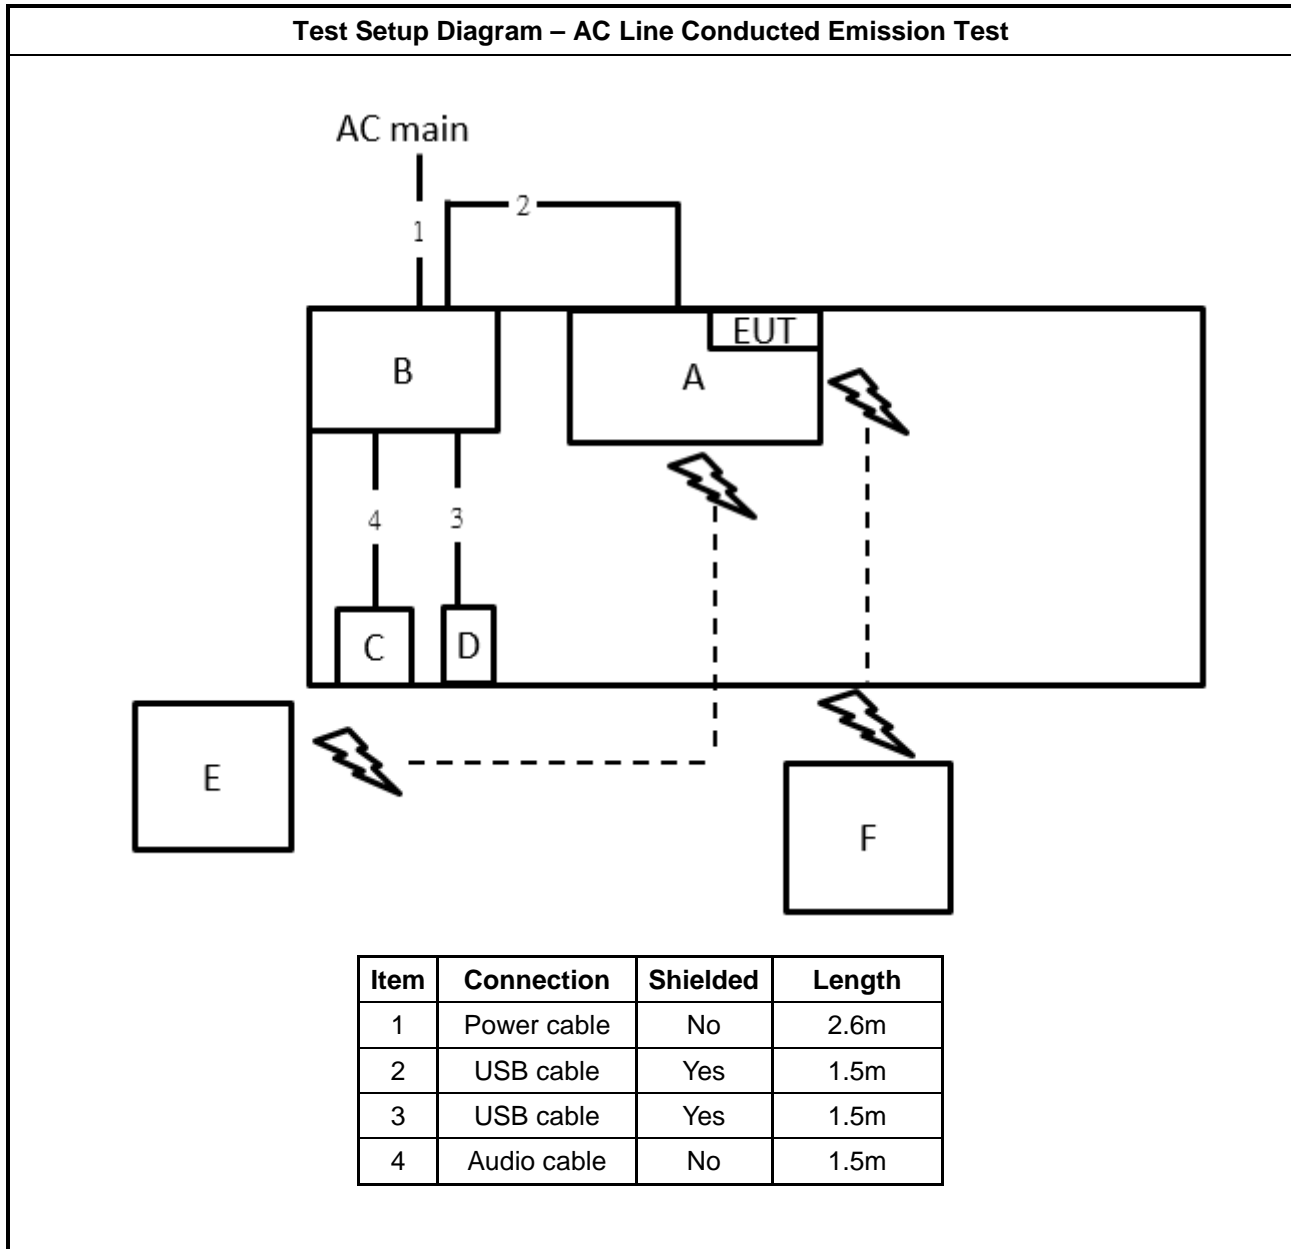 Test Setup Diagram – AC Line Conducted Emission Test
AC main
2
1
EUT
B
A
4 3
C D
E
F
Item Connection Shielded Length
1 Power cable No 2.6m
2 USB cable Yes 1.5m
3 USB cable Yes 1.5m
4 Audio cable No 1.5m